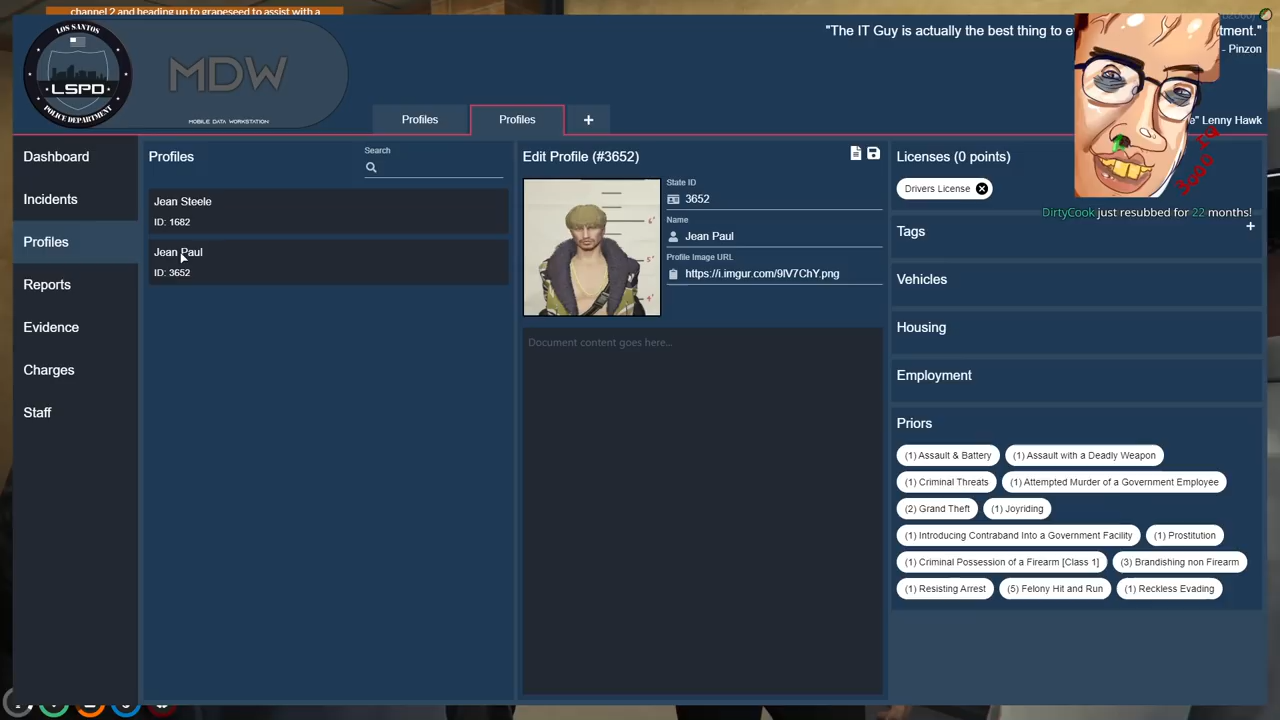 channel 2 and heading up to grapeseed to assist with a
LOS SANTOS
LSPD
POLICE DEPARTMENT
MDW
MOBILE DATA WORKSTATION
"The IT Guy is actually the best thing to
tment."
- Pinzon
Profiles
Profiles
+
e" Lenny Hawk
IQ
3000
DirtyCook just resubbed for 22 months!
Dashboard
Incidents
Profiles
Reports
Evidence
Charges
Staff
Profiles
Search
Jean Steele
ID: 1682
Jean Paul
ID: 3652
Edit Profile (#3652)
State ID
3652
Name
Jean Paul
Profile Image URL
https://i.imgur.com/9IV7ChY.png
Document content goes here...
Licenses (0 points)
Drivers License
Tags
+
Vehicles
Housing
Employment
Priors
(1) Assault & Battery
(1) Assault with a Deadly Weapon
(1) Criminal Threats
(1) Attempted Murder of a Government Employee
(2) Grand Theft
(1) Joyriding
(1) Introducing Contraband Into a Government Facility
(1) Prostitution
(1) Criminal Possession of a Firearm [Class 1]
(3) Brandishing non Firearm
(1) Resisting Arrest
(5) Felony Hit and Run
(1) Reckless Evading